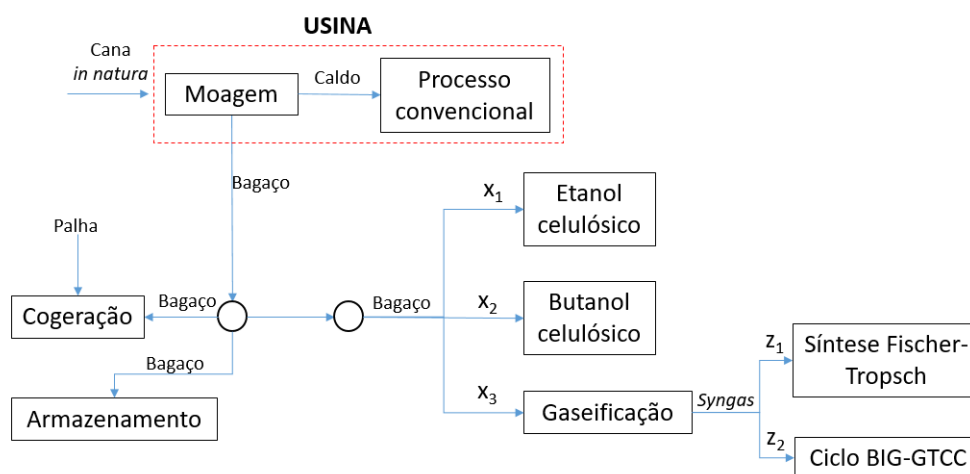 USINA
Cana
in natura
Moagem
Caldo
Processo
convencional
Bagaço
x1
Etanol
celulósico
Palha
Cogeração
Bagaço
Bagaço
x2
Butanol
celulósico
Bagaço
Armazenamento
x3
Gaseificação
Syngas
z1
Síntese Fischer-
Tropsch
z2
Ciclo BIG-GTCC